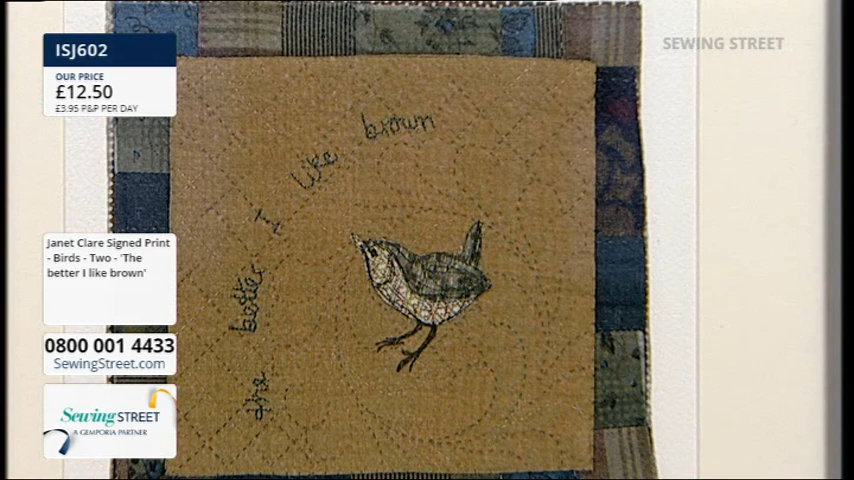 ISJ602
OUR PRICE
£12.50
£3.95 P&P PER DAY
SEWING STREET
the better I like brown
Janet Clare Signed Print
- Birds - Two - 'The
better I like brown'
0800 001 4433
SewingStreet.com
Sewing STREET
A GEMPORIA PARTNER